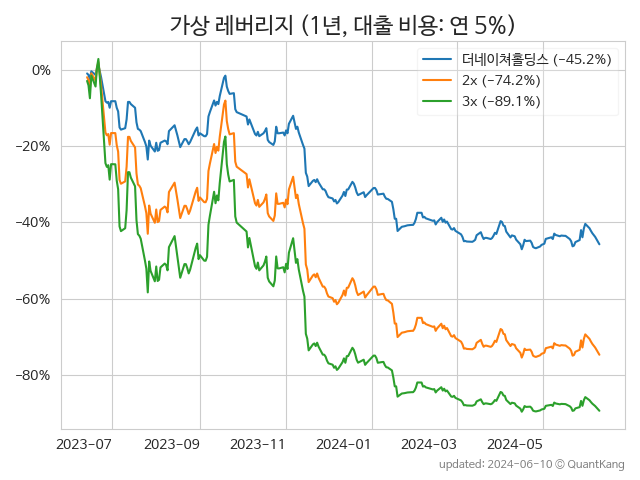 가상 레버리지 (1년, 대출 비용: 연 5%)
더네이쳐홀딩스 (−45.2%)
2x (−74.2%)
3x (−89.1%)
0%
−20%
−40%
−60%
−80%
2023-07 2023-09 2023-11 2024-01 2024-03 2024-05
updated: 2024-06-10 © QuantKang